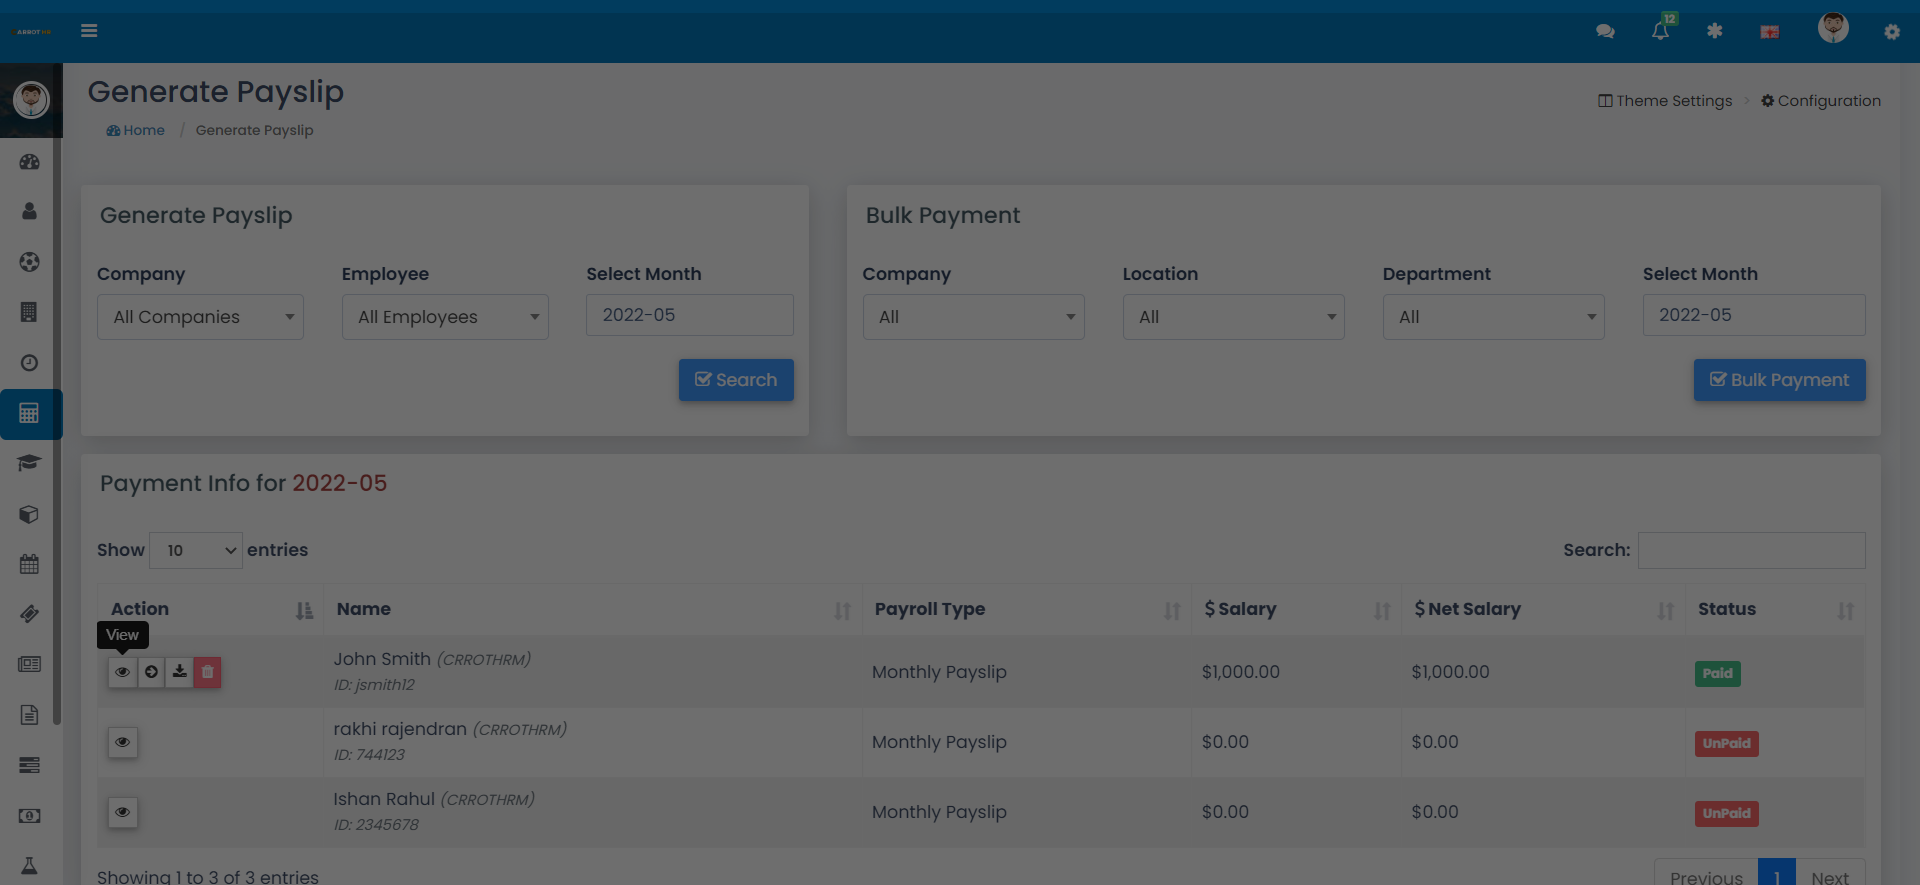 12
Generate Payslip
Theme Settings > Configuration
Home / Generate Payslip
Generate Payslip
Bulk Payment
Company Employee Select Month
Company Location Department Select Month
All Companies All Employees 2022-05
All All All 2022-05
Search
Bulk Payment
Payment Info for 2022-05
Show 10 entries
Search:
Action Name Payroll Type $ Salary $ Net Salary Status
View
John Smith (CRROTHRM)
ID: jsmith12
Monthly Payslip $1,000.00 $1,000.00 Paid
rakhi rajendran (CRROTHRM)
ID: 744123
Monthly Payslip $0.00 $0.00 UnPaid
Ishan Rahul (CRROTHRM)
ID: 2345678
Monthly Payslip $0.00 $0.00 UnPaid
Showing 1 to 3 of 3 entries
Previous 1 Next